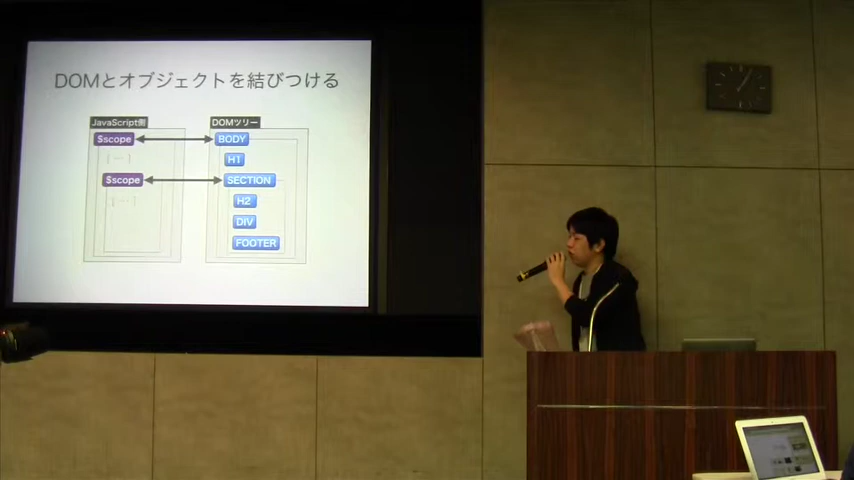 DOMとオブジェクトを結びつける
JavaScript側
DOMツリー
$scope
BODY
H1
$scope
SECTION
H2
DIV
FOOTER